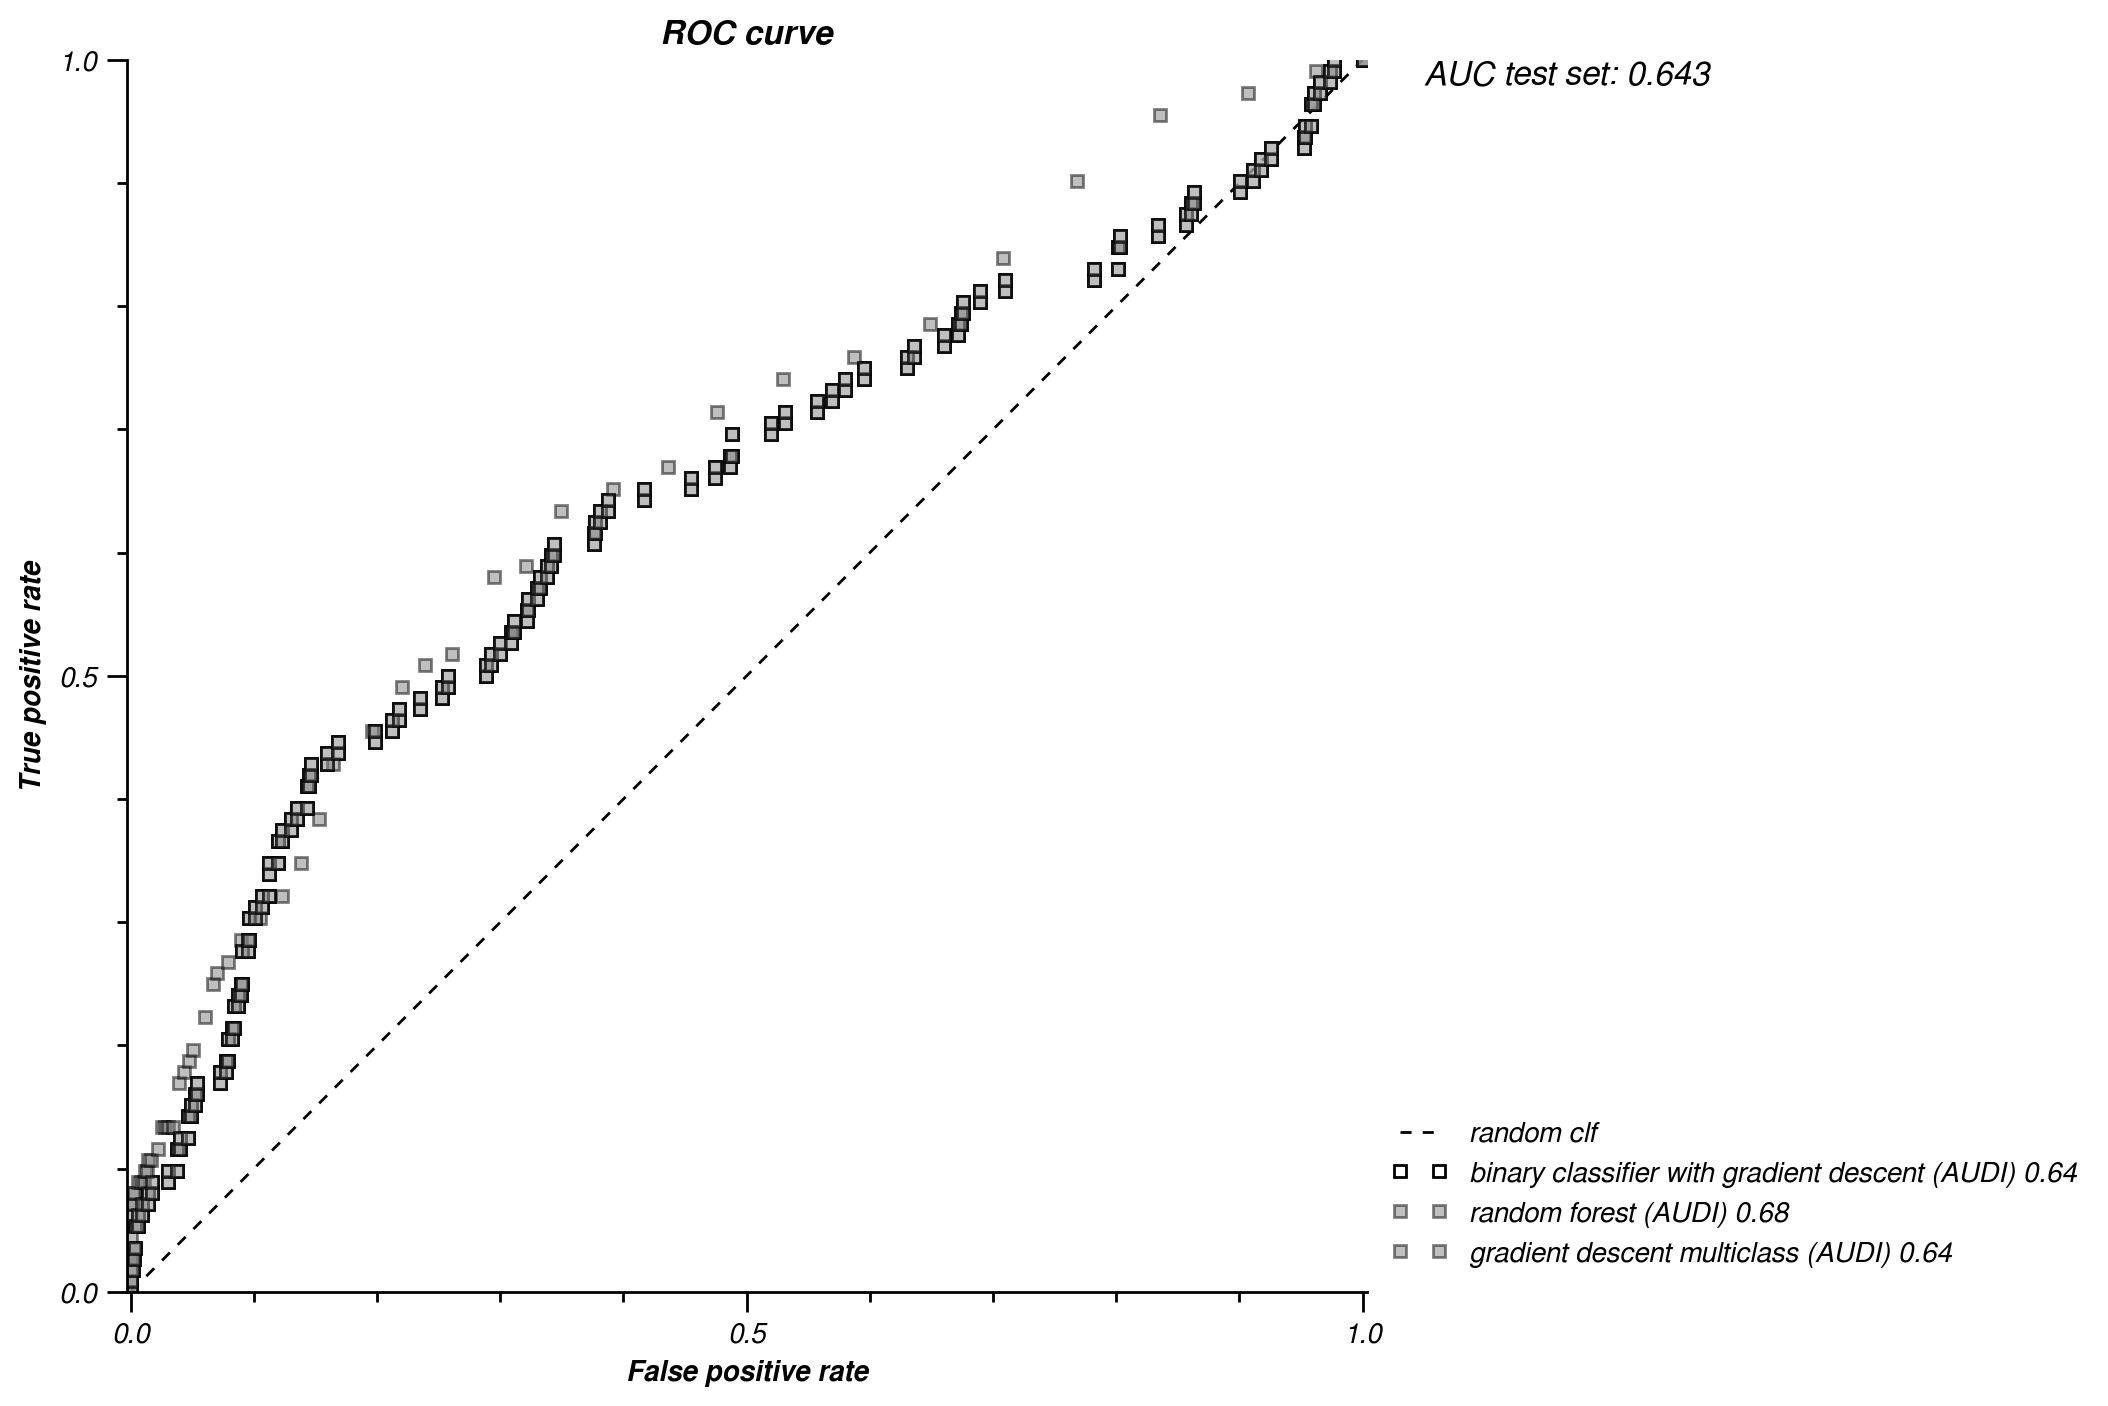 ROC curve
AUC test set: 0.643
1.0
0.5
0.0
True positive rate
0.0
0.5
1.0
False positive rate
random clf
binary classifier with gradient descent (AUDI) 0.64
random forest (AUDI) 0.68
gradient descent multiclass (AUDI) 0.64